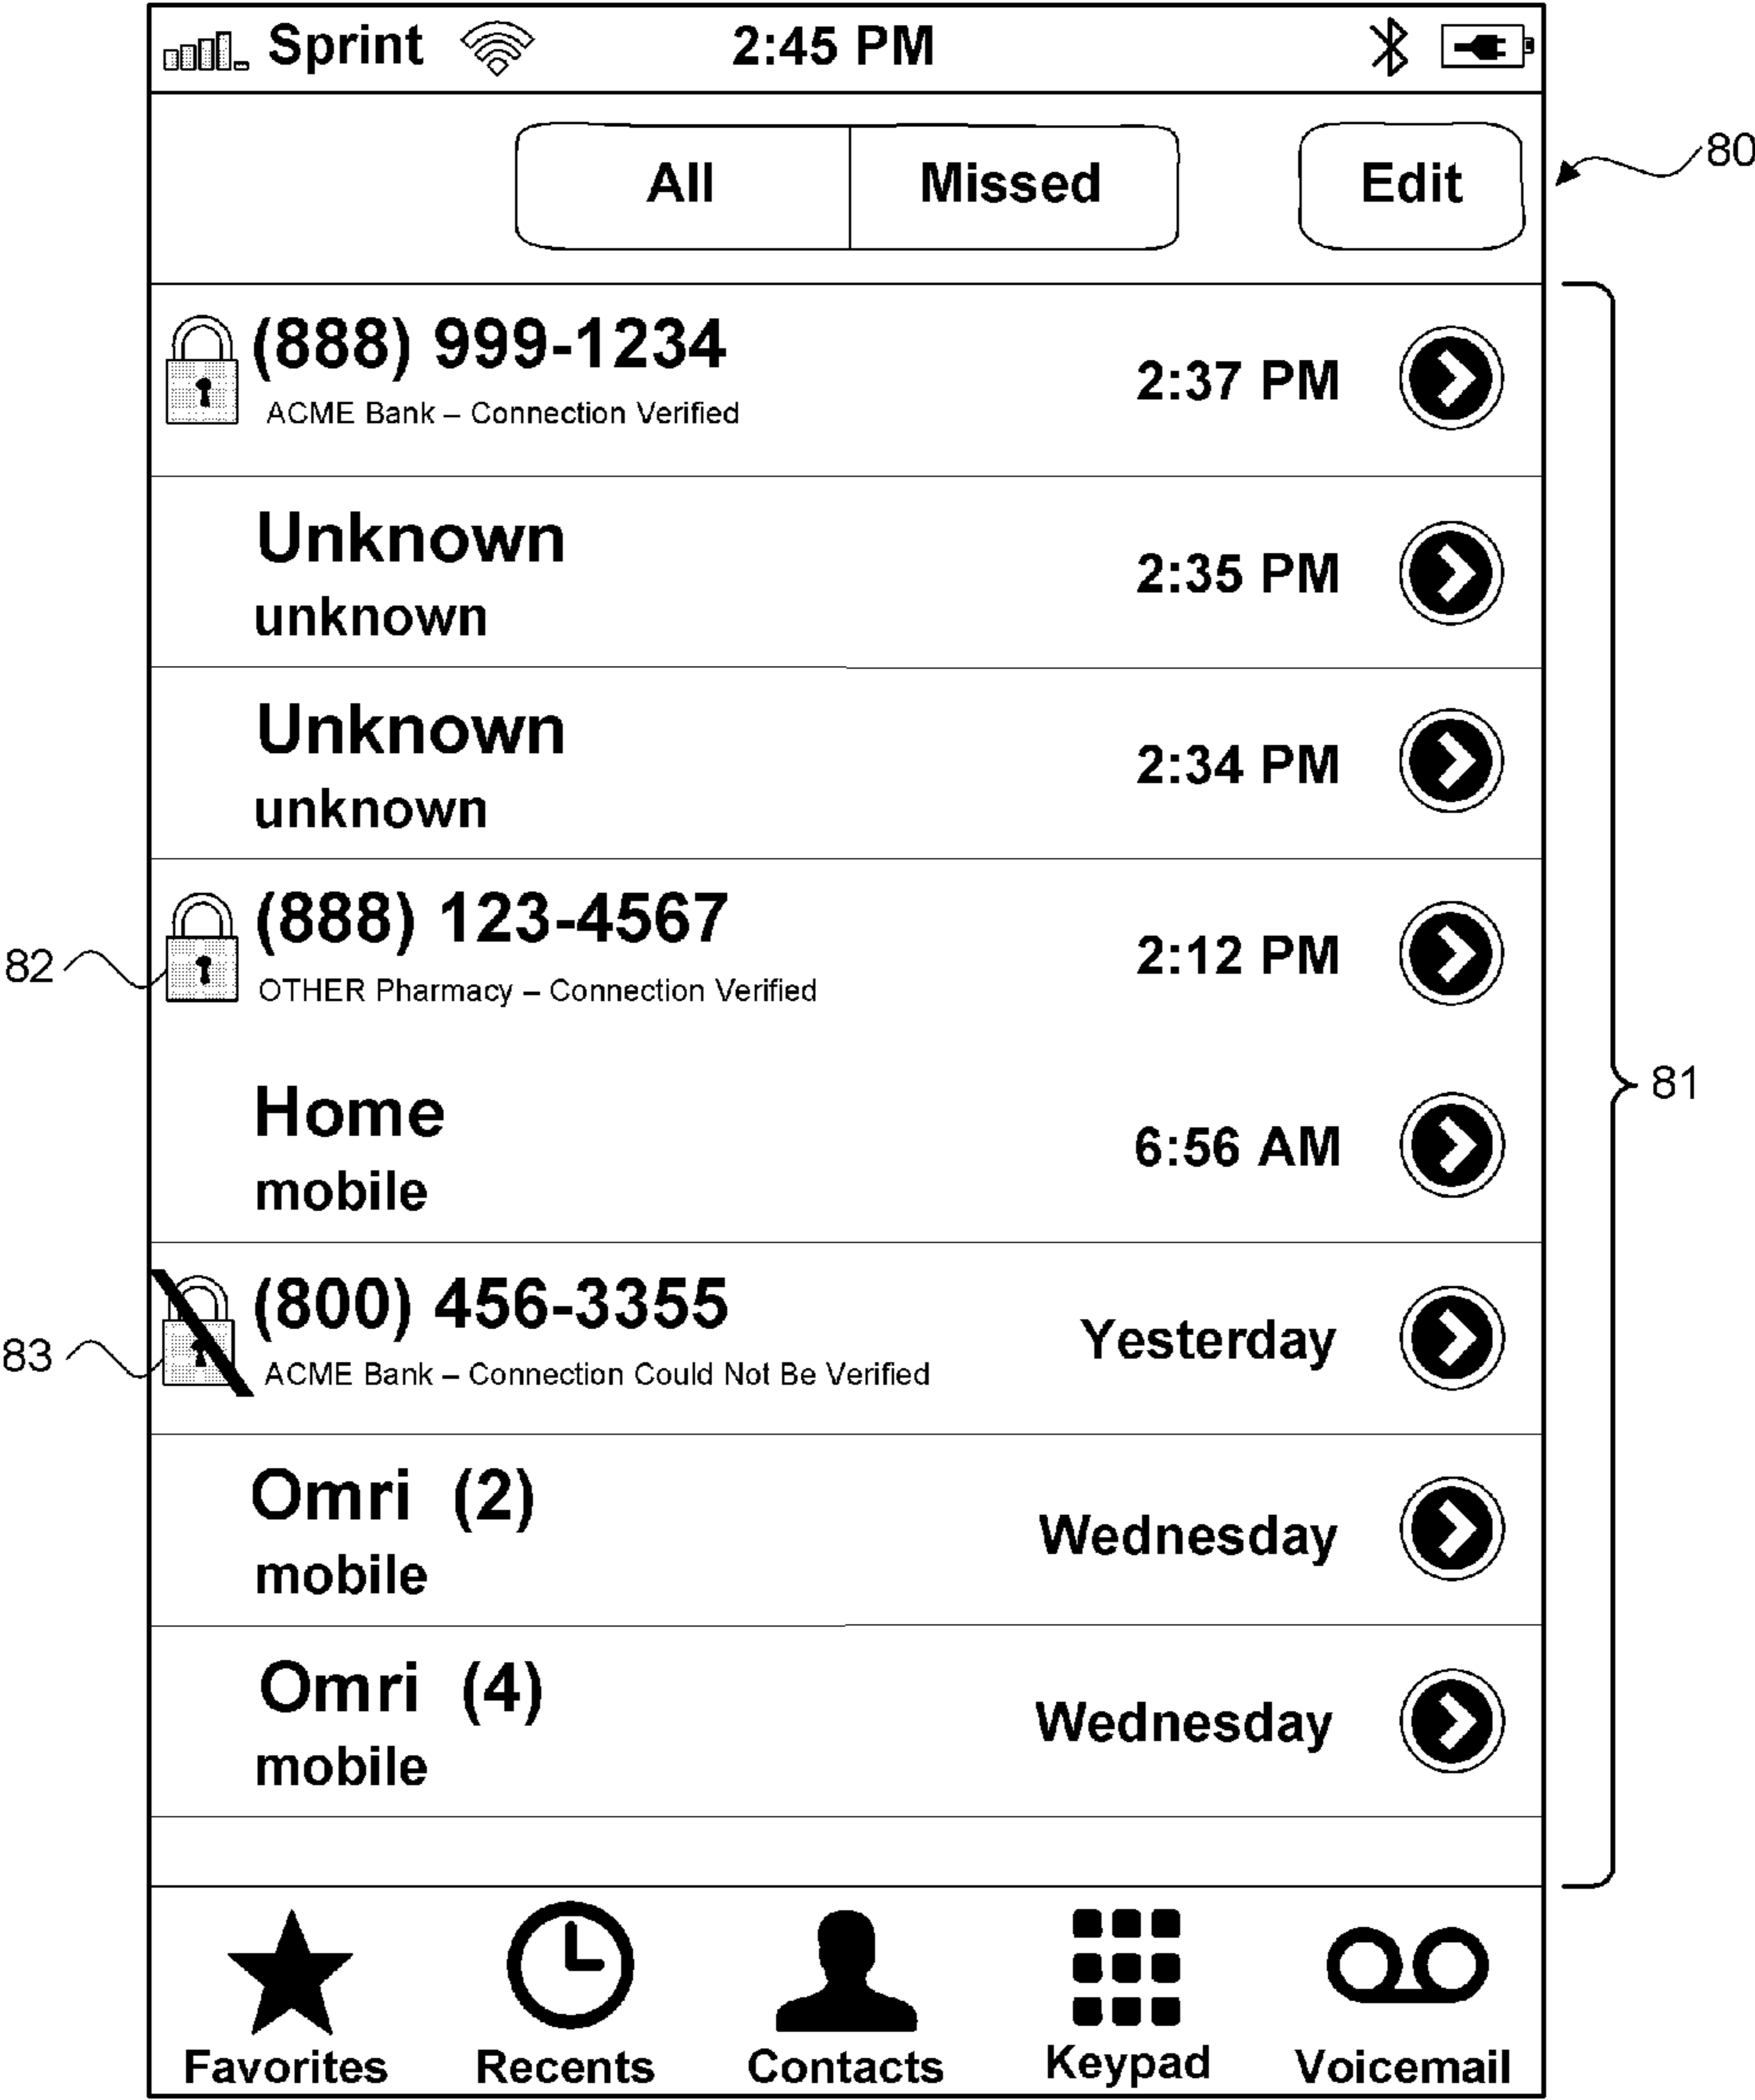 Sprint 2:45 PM
All Missed Edit 80
(888) 999-1234
ACME Bank – Connection Verified
2:37 PM
Unknown
unknown
2:35 PM
Unknown
unknown
2:34 PM
82
(888) 123-4567
OTHER Pharmacy – Connection Verified
2:12 PM
81
Home
mobile
6:56 AM
83
(800) 456-3355
ACME Bank – Connection Could Not Be Verified
Yesterday
Omri (2)
mobile
Wednesday
Omri (4)
mobile
Wednesday
Favorites Recents Contacts Keypad Voicemail